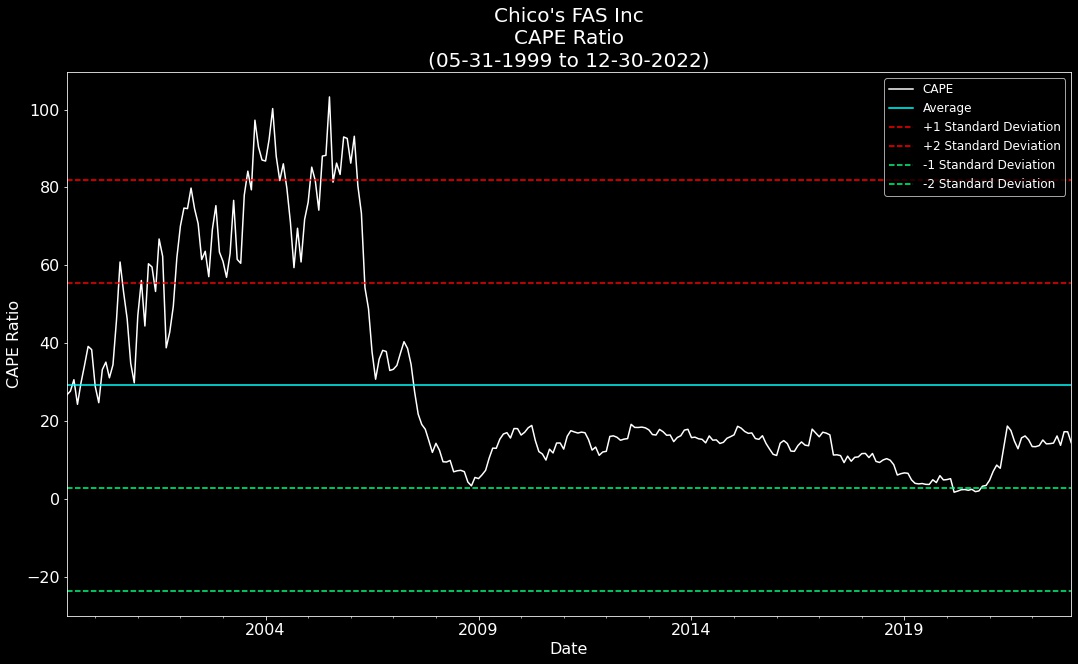 Chico's FAS Inc
CAPE Ratio
(05-31-1999 to 12-30-2022)
CAPE
Average
+1 Standard Deviation
+2 Standard Deviation
-1 Standard Deviation
-2 Standard Deviation
CAPE Ratio
100
80
60
40
20
0
−20
2004
2009
2014
2019
Date